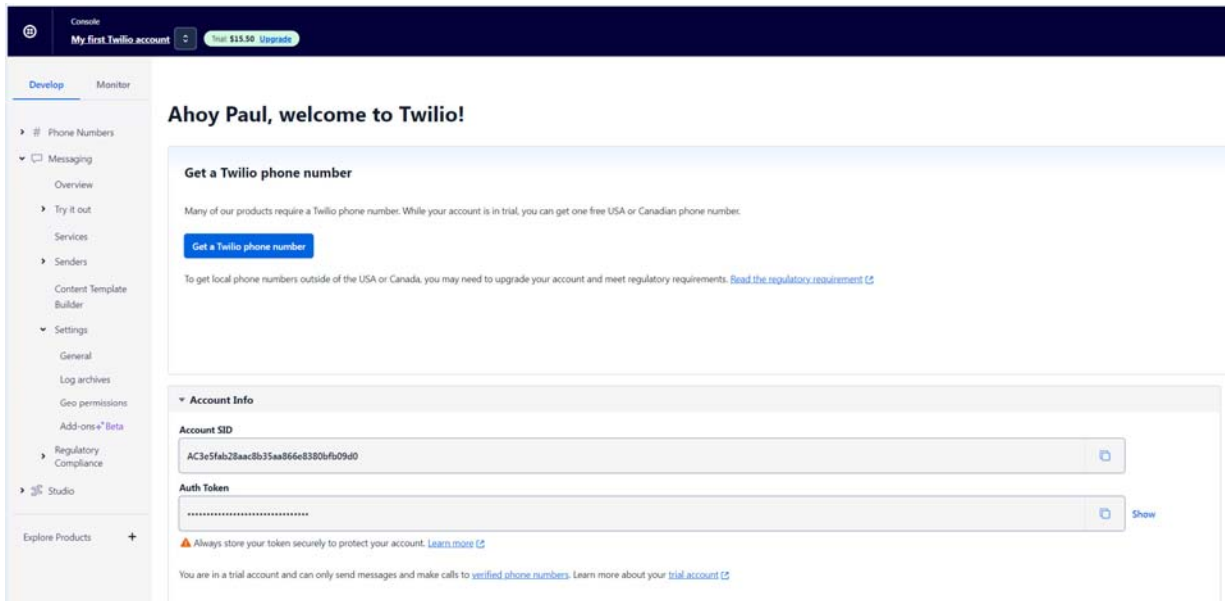 Console
My first Twilio account
Trial: $15.50 Upgrade
Develop Monitor
# Phone Numbers
Messaging
Overview
Try it out
Services
Senders
Content Template
Builder
Settings
General
Log archives
Geo permissions
Add-ons Beta
Regulatory
Compliance
Studio
Explore Products +
Ahoy Paul, welcome to Twilio!
Get a Twilio phone number
Many of our products require a Twilio phone number. While your account is in trial, you can get one free USA or Canadian phone number.
Get a Twilio phone number
To get local phone numbers outside of the USA or Canada, you may need to upgrade your account and meet regulatory requirements. Read the regulatory requirement
Account Info
Account SID
AC3e5fab28aac8b35aa866e8380bfb09d0
Auth Token
••••••••••••••••••••••••••••••••
Show
Always store your token securely to protect your account. Learn more
You are in a trial account and can only send messages and make calls to verified phone numbers. Learn more about your trial account